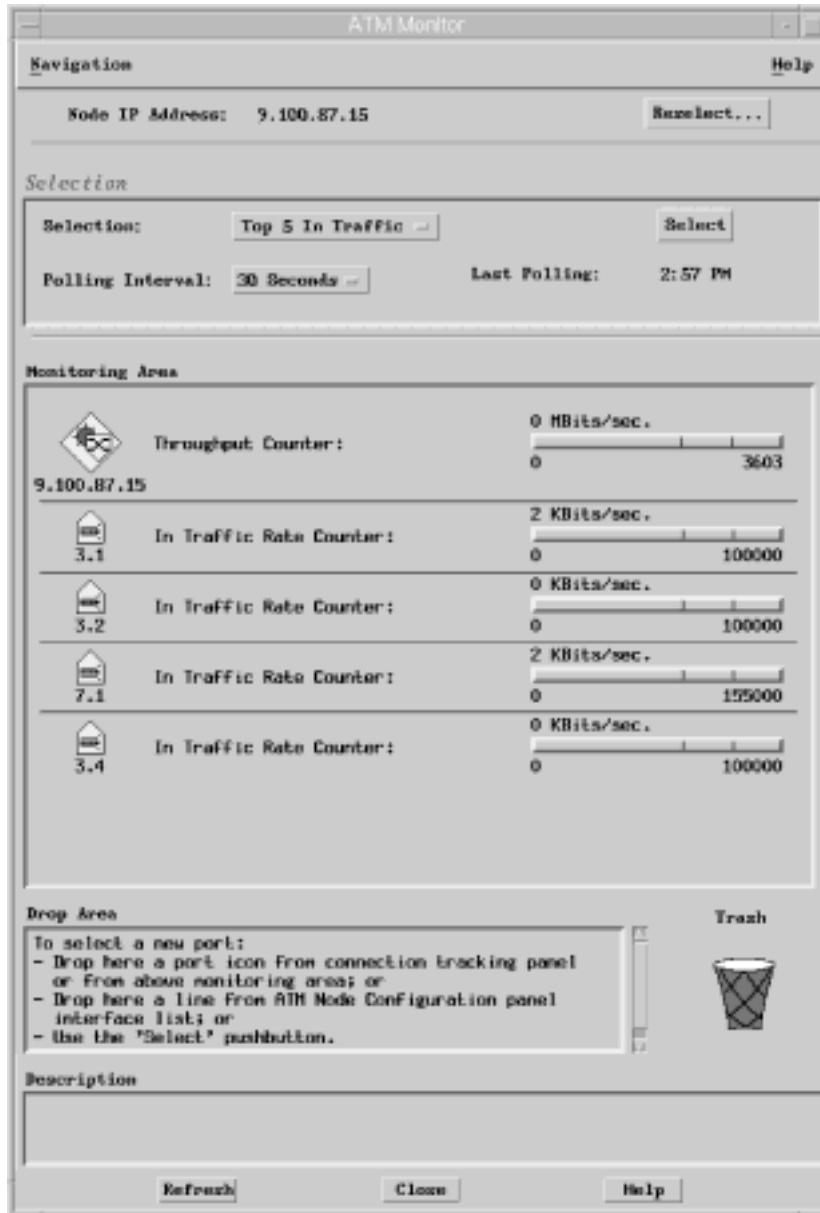 ATM Monitor
Navigation Help
Node IP Address: 9.100.87.15 Reselect...
Selection
Selection: Top 5 In Traffic Select
Polling Interval: 30 Seconds Last Polling: 2:57 PM
Monitoring Area
0 MBits/sec.
Throughput Counter:
0 3603
9.100.87.15
2 KBits/sec.
In Traffic Rate Counter:
3.1 0 100000
0 KBits/sec.
In Traffic Rate Counter:
3.2 0 100000
2 KBits/sec.
In Traffic Rate Counter:
7.1 0 155000
0 KBits/sec.
In Traffic Rate Counter:
3.4 0 100000
Drop Area Trash
To select a new port:
- Drop here a port icon from connection tracking panel
or from above monitoring area; or
- Drop here a line from ATM Node Configuration panel
interface list; or
- Use the "Select" pushbutton.
Description
Refresh Close Help